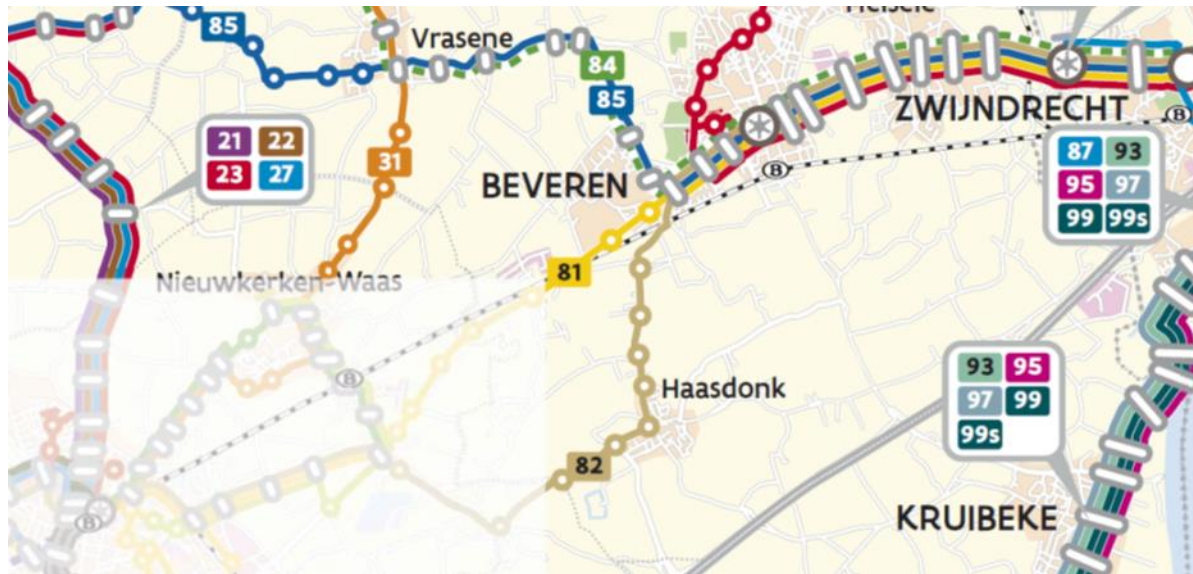 85
Vrasene
Melsele
84
85
ZWIJNDRECHT
B
21 22
23 27
31
BEVEREN
B
87 93
95 97
99 99s
81
Nieuwkerken-Waas
B
93 95
97 99
99s
Haasdonk
82
KRUIBEKE
B